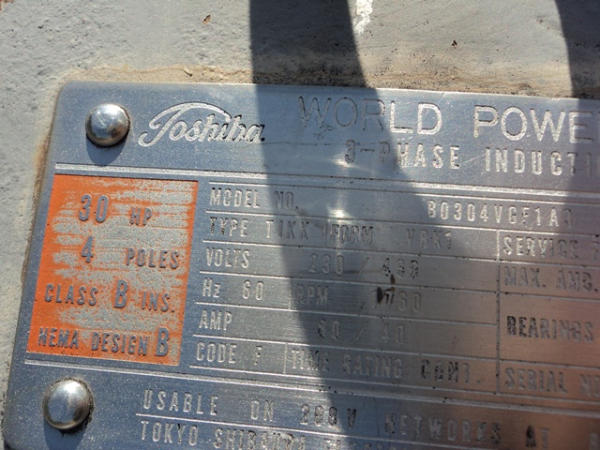 Toshiba WORLD POWE
3-PHASE INDUCTI
30 HP
4 POLES
CLASS B INS.
NEMA DESIGN B
MODEL NO.
TYPE TIKK FORM
SERVICE
VOLTS 230 /
MAX. AMB.
Hz 60 RPM
AMP
BEARINGS
CODE F TIME RATING CONT
SERIAL NO
USABLE ON 208V NETWORKS AT
TOKYO SHIBAURA